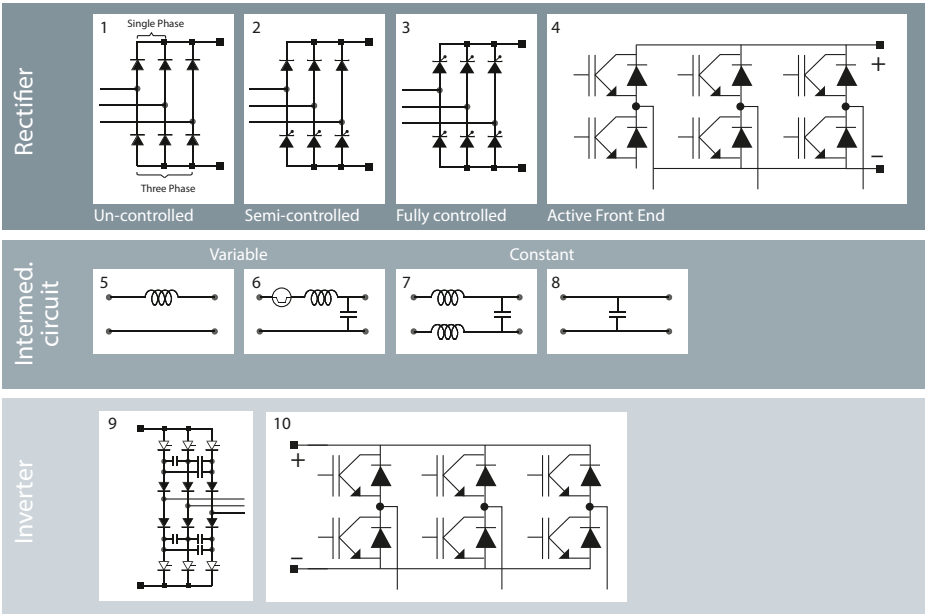 Rectifier
1
Single Phase
Three Phase
Un-controlled
2
Semi-controlled
3
Fully controlled
4
+
–
Active Front End
Intermed.
circuit
Variable
Constant
5
6
7
8
Inverter
9
10
+
–